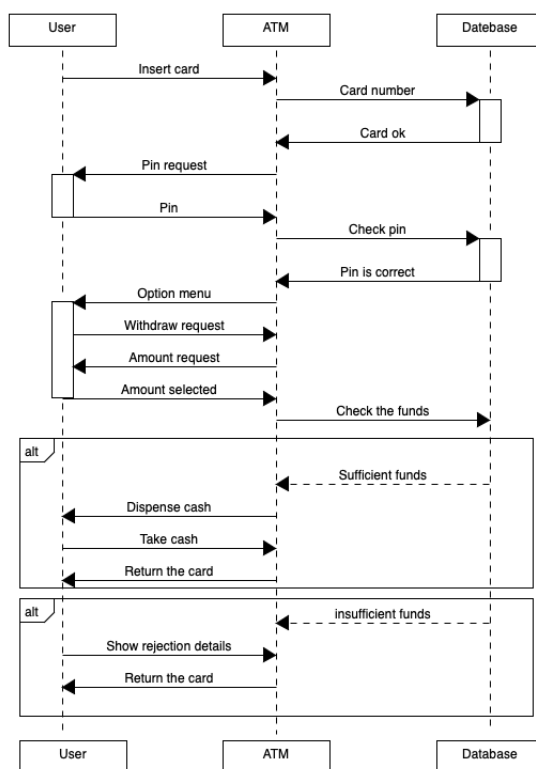 User ATM Datebase
Insert card
Card number
Card ok
Pin request
Pin
Check pin
Pin is correct
Option menu
Withdraw request
Amount request
Amount selected
Check the funds
alt
Sufficient funds
Dispense cash
Take cash
Return the card
alt
insufficient funds
Show rejection details
Return the card
User ATM Database